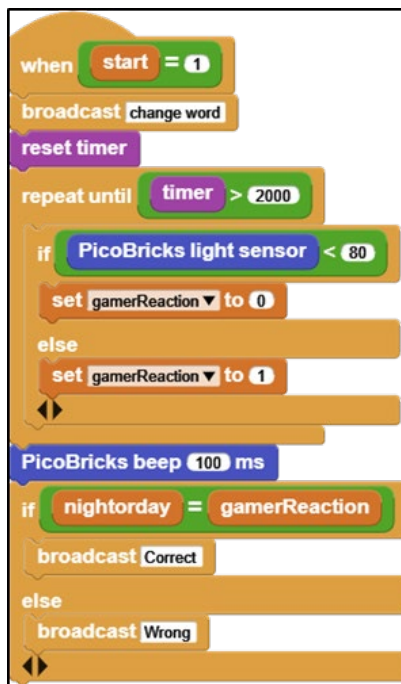 when start = 1
broadcast change word
reset timer
repeat until timer > 2000
if PicoBricks light sensor < 80
set gamerReaction to 0
else
set gamerReaction to 1
PicoBricks beep 100 ms
if nightorday = gamerReaction
broadcast Correct
else
broadcast Wrong